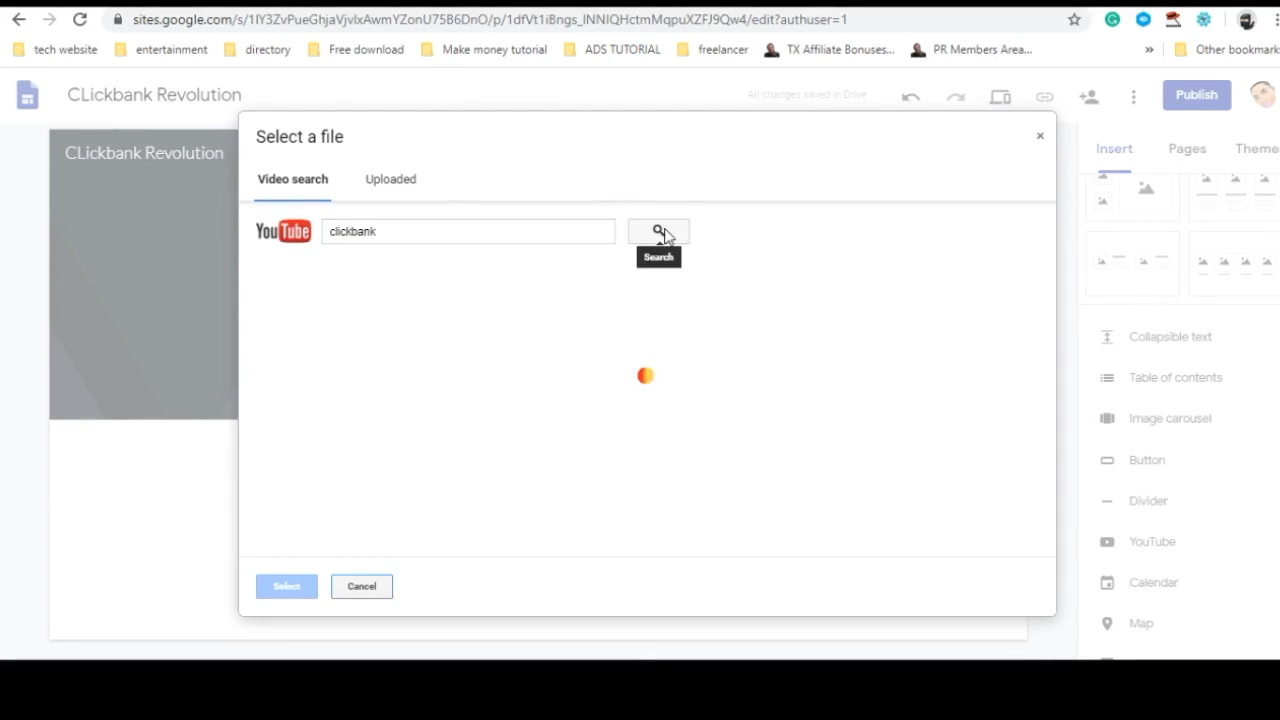 sites.google.com/s/1IY3ZvPueGhjaVjvlxAwmYZonU75B6DnO/p/1dfVt1iBngs_INNIQHctmMqpuXZFJ9Qw4/edit?authuser=1
tech website entertainment directory Free download Make money tutorial ADS TUTORIAL freelancer TX Affiliate Bonuses... PR Members Area... » Other bookmark
CLickbank Revolution All changes saved in Drive Publish
Select a file ×
CLickbank Revolution
Insert Pages Theme
Video search Uploaded
YouTube clickbank
Search
Collapsible text
Table of contents
Image carousel
Button
Divider
YouTube
Calendar
Select Cancel
Map